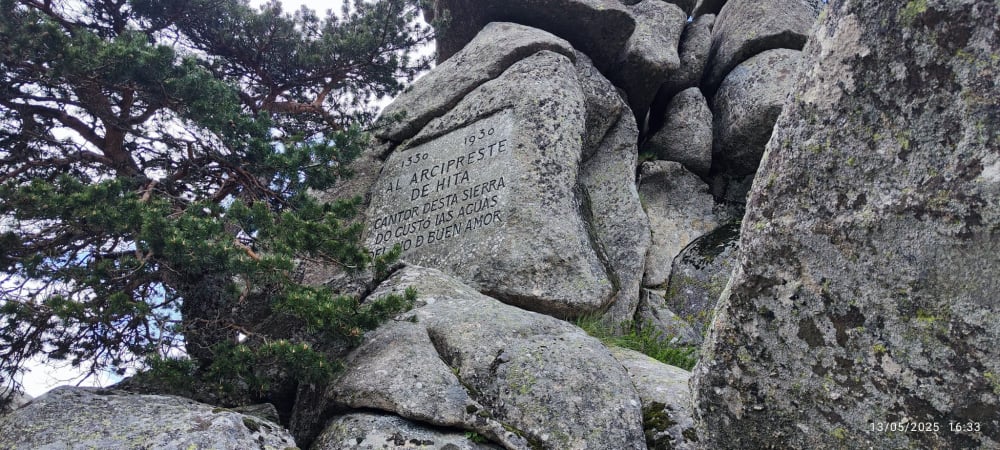 1330 1930
AL ARCIPRESTE
DE HITA
CANTOR DESTA SIERRA
DO GUSTO LAS AGUAS
RIO D BUEN AMOR
13/05/2025 16:33